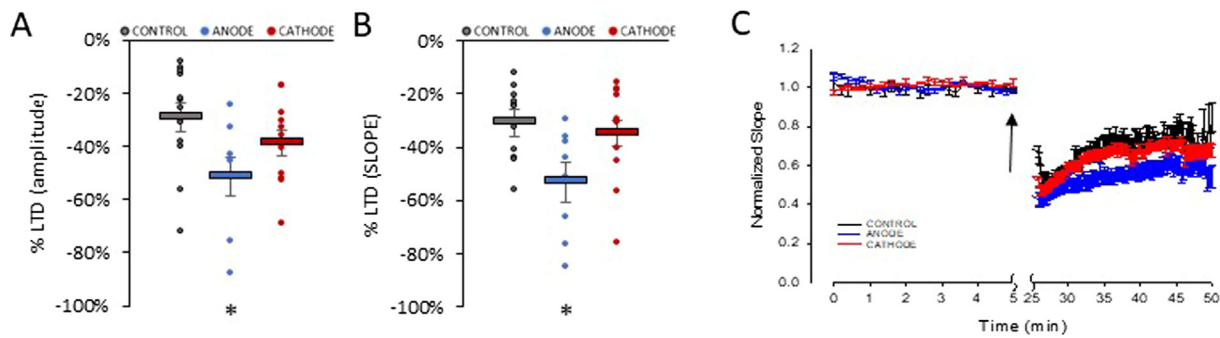 A
CONTROL ANODE CATHODE
0%
-20%
-40%
-60%
-80%
-100%
% LTD (amplitude)
*
B
CONTROL ANODE CATHODE
0%
-20%
-40%
-60%
-80%
-100%
% LTD (SLOPE)
*
C
1.2
1.0
0.8
0.6
0.4
0.2
0.0
Normalized Slope
CONTROL
ANODE
CATHODE
0 1 2 3 4 5 25 30 35 40 45 50
Time (min)